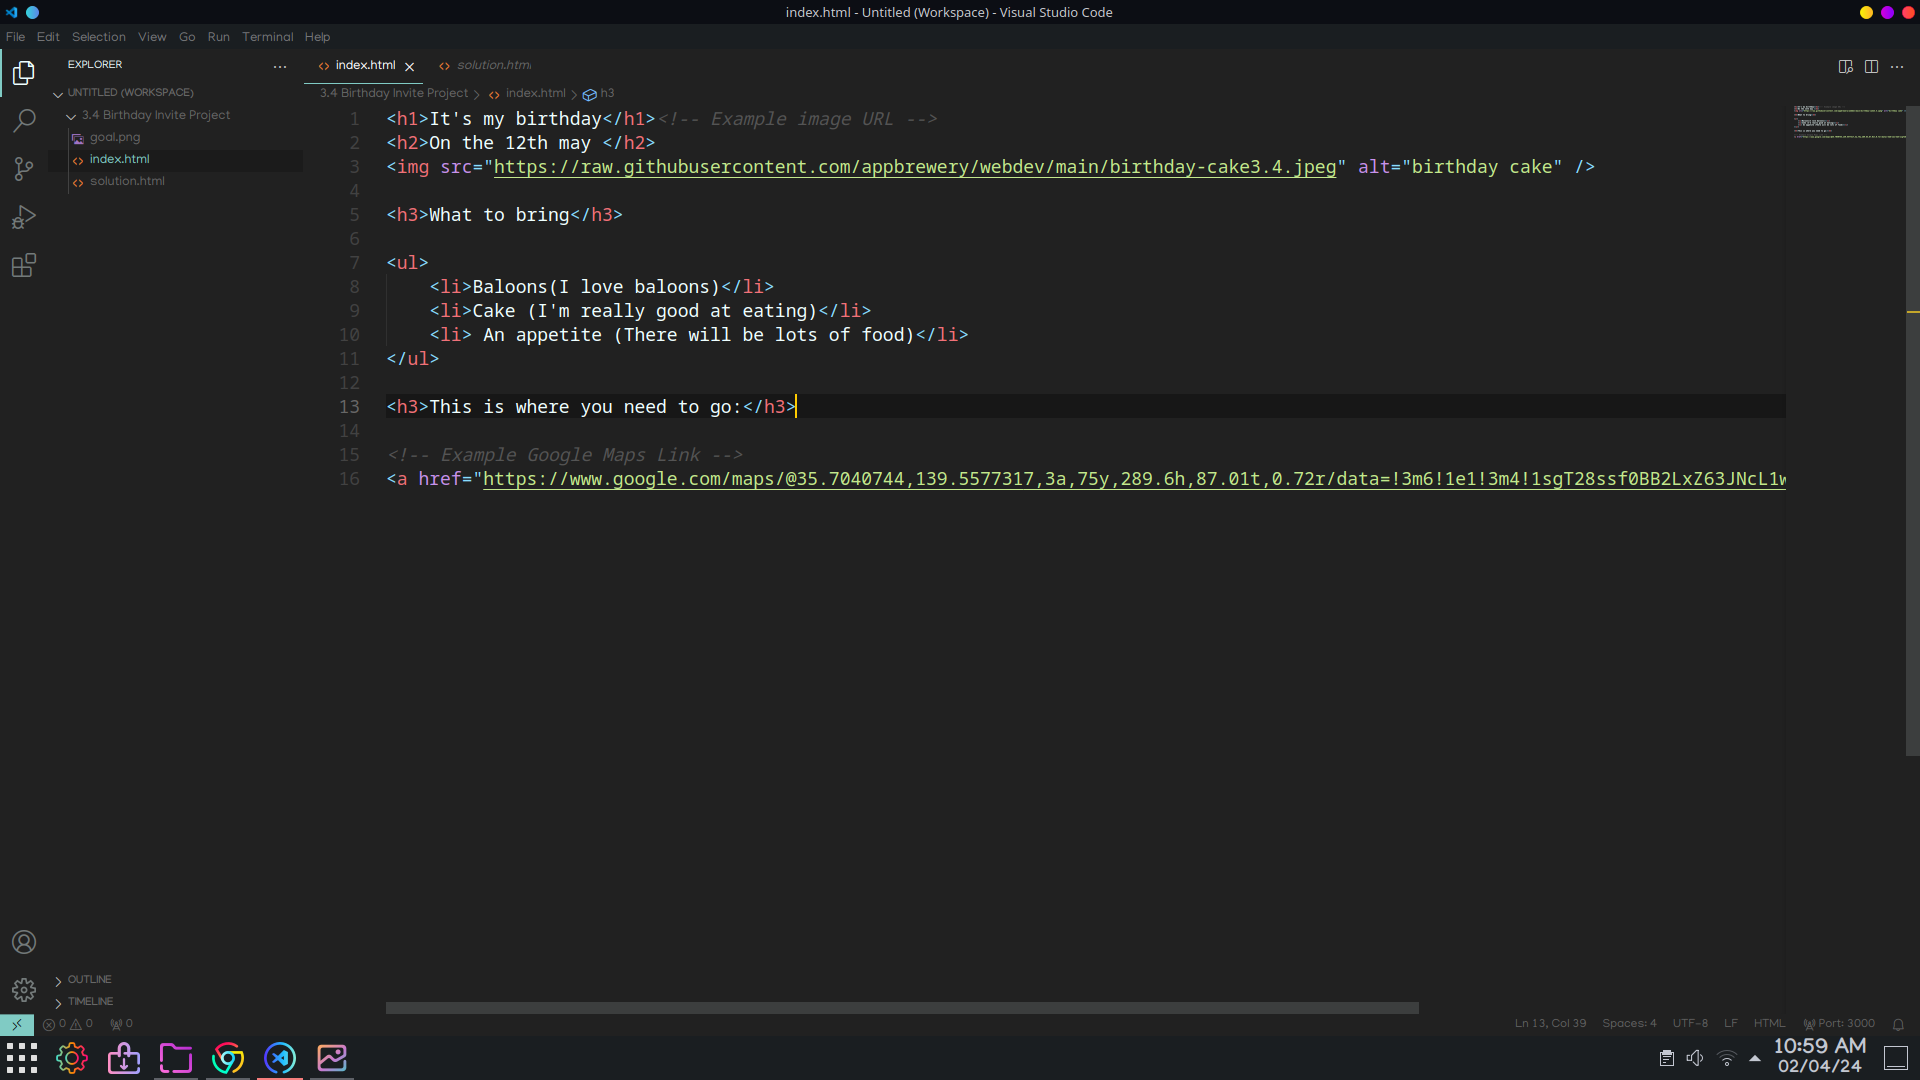 index.html - Untitled (Workspace) - Visual Studio Code
File Edit Selection View Go Run Terminal Help
EXPLORER
index.html
solution.html
UNTITLED (WORKSPACE)
3.4 Birthday Invite Project
goal.png
index.html
solution.html
3.4 Birthday Invite Project > index.html > h3
1 <h1>It's my birthday</h1><!-- Example image URL -->
2 <h2>On the 12th may </h2>
3 <img src="https://raw.githubusercontent.com/appbrewery/webdev/main/birthday-cake3.4.jpeg" alt="birthday cake" />
4
5 <h3>What to bring</h3>
6
7 <ul>
8 <li>Baloons(I love baloons)</li>
9 <li>Cake (I'm really good at eating)</li>
10 <li> An appetite (There will be lots of food)</li>
11 </ul>
12
13 <h3>This is where you need to go:</h3>
14
15 <!-- Example Google Maps Link -->
16 <a href="https://www.google.com/maps/@35.7040744,139.5577317,3a,75y,289.6h,87.01t,0.72r/data=!3m6!1e1!3m4!1sgT28ssf0BB2LxZ63JNcL1w
OUTLINE
TIMELINE
0 0 0
Ln 13, Col 39 Spaces: 4 UTF-8 LF HTML Port: 3000
10:59 AM
02/04/24